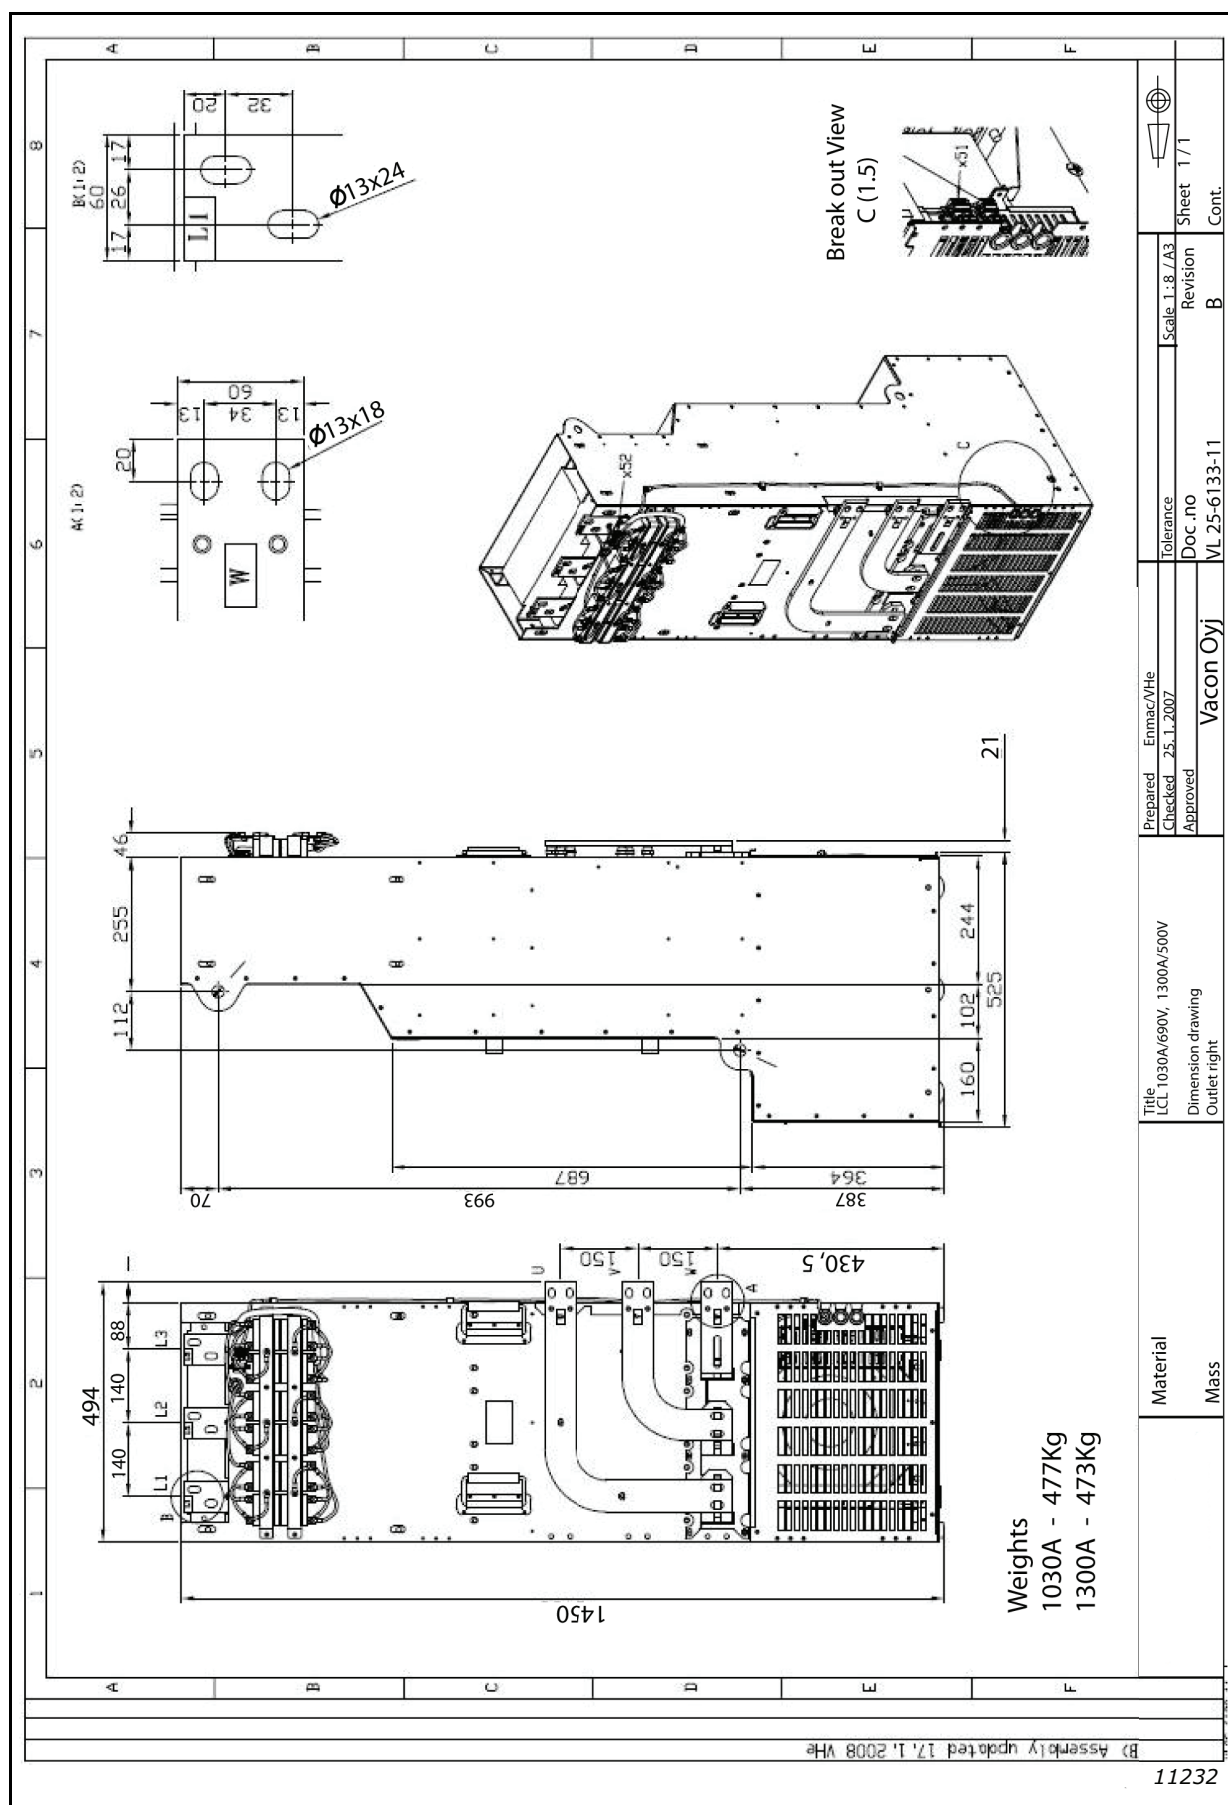 A B C D E F
8
7
6
5
4
3
2
1
B(1:2)
60
17 26 17
20
32
L1
Ø13x24
A(1:2)
20
13 34 13
60
W
Ø13x18
Break out View
C (1.5)
x51
x52
C
46
255
112
21
244
102
160
525
70
993
387
687
364
494
88
140
140
L3
L2
L1
B
U
V
W
A
150
150
430,5
1450
Weights
1030A - 477Kg
1300A - 473Kg
Material
Mass
Title
LCL 1030A/690V, 1300A/500V
Dimension drawing
Outlet right
Prepared Enmac/VHe
Checked 25.1.2007
Approved
Vacon Oyj
Tolerance
Scale 1:8 /A3
Doc.no
VL 25-6133-11
Revision
B
Sheet 1/1
Cont.
A B C D E F
B) Assembly updated 17.1.2008 VHe
11232